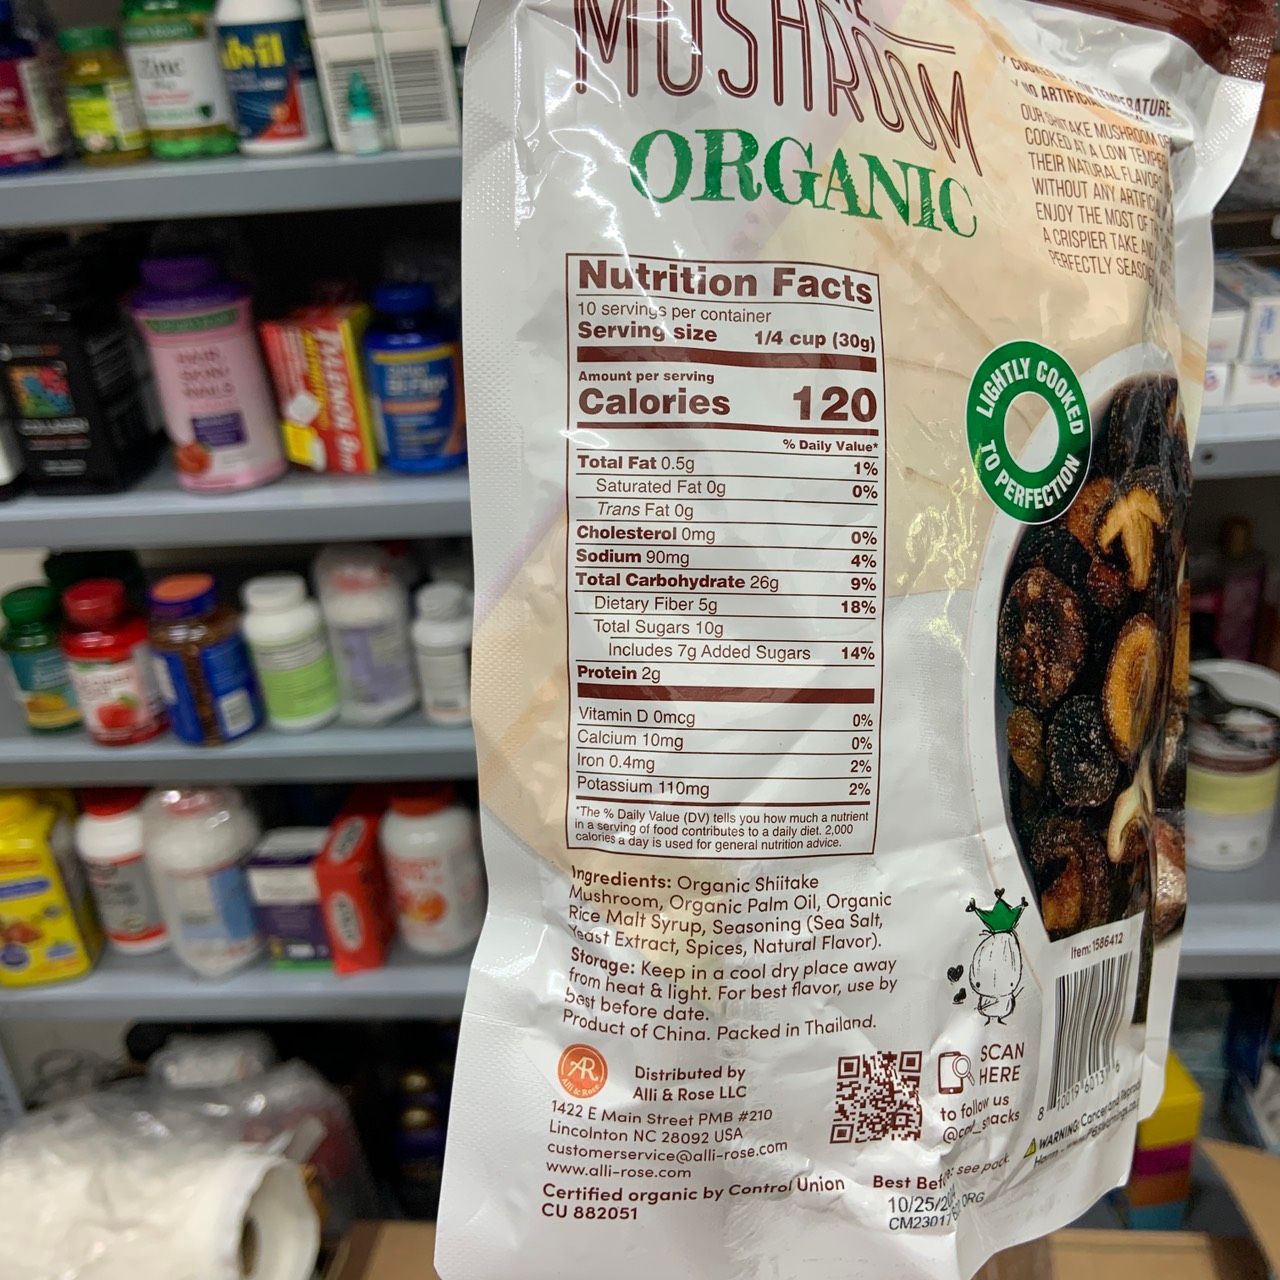 MUSHROOM
ORGANIC
NO ARTIFICIAL
OUR SHIITAKE MUSHROOM
COOKED AT A LOW
THEIR NATURAL FLAVOR
WITHOUT ANY
ENJOY THE MOST OF
A CRISPIER TAKE
PERFECTLY
LIGHTLY COOKED
TO PERFECTION
Nutrition Facts
10 servings per container
Serving size 1/4 cup (30g)
Amount per serving
Calories 120
% Daily Value*
Total Fat 0.5g 1%
Saturated Fat 0g 0%
Trans Fat 0g
Cholesterol 0mg 0%
Sodium 90mg 4%
Total Carbohydrate 26g 9%
Dietary Fiber 5g 18%
Total Sugars 10g
Includes 7g Added Sugars 14%
Protein 2g
Vitamin D 0mcg 0%
Calcium 10mg 0%
Iron 0.4mg 2%
Potassium 110mg 2%
*The % Daily Value (DV) tells you how much a nutrient
in a serving of food contributes to a daily diet. 2,000
calories a day is used for general nutrition advice.
Ingredients: Organic Shiitake
Mushroom, Organic Palm Oil, Organic
Rice Malt Syrup, Seasoning (Sea Salt,
Yeast Extract, Spices, Natural Flavor).
Storage: Keep in a cool dry place away
from heat & light. For best flavor, use by
best before date.
Product of China. Packed in Thailand.
AR
Alli & Rose
Distributed by
Alli & Rose LLC
1422 E Main Street PMB #210
Lincolnton NC 28092 USA
customerservice@alli-rose.com
www.alli-rose.com
Certified organic by Control Union
CU 882051
SCAN
HERE
to follow us
Item: 1586412
WARNING: Cancer and
Best see pack.
10/25/
Zinc
Advil
HAIR
SKIN
NAILS